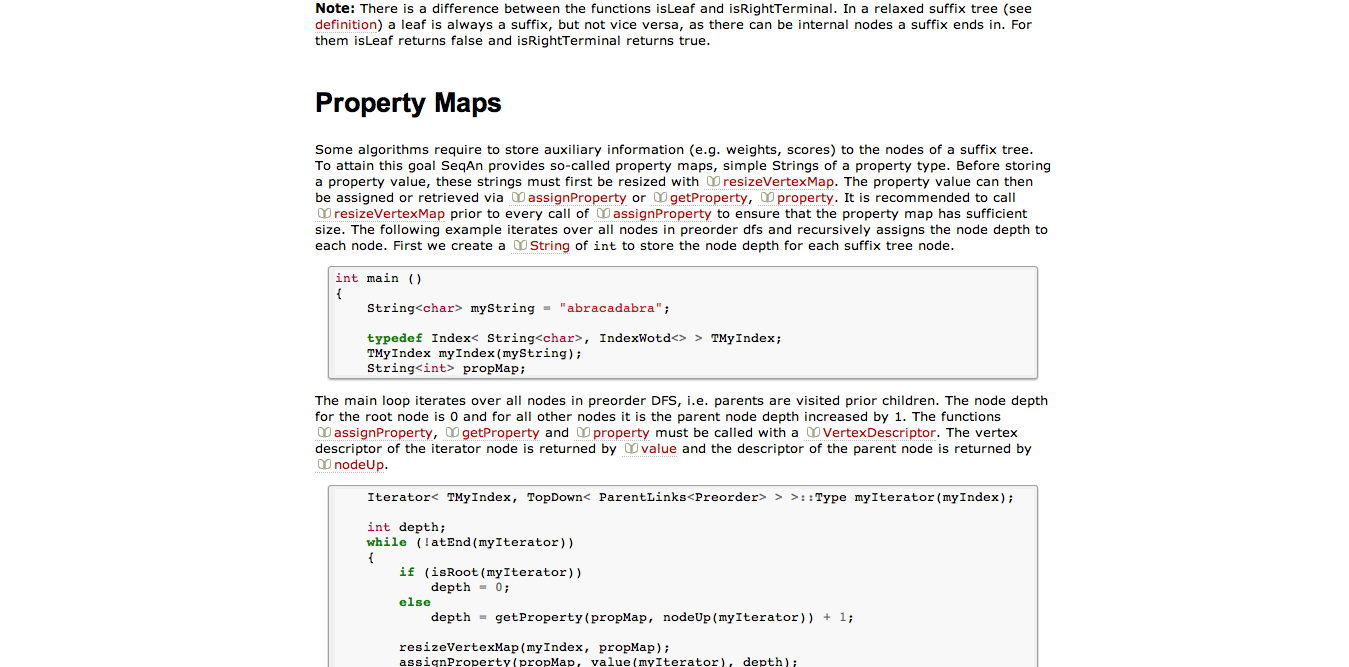 Note: There is a difference between the functions isLeaf and isRightTerminal. In a relaxed suffix tree (see
definition) a leaf is always a suffix, but not vice versa, as there can be internal nodes a suffix ends in. For
them isLeaf returns false and isRightTerminal returns true.
Property Maps
Some algorithms require to store auxiliary information (e.g. weights, scores) to the nodes of a suffix tree.
To attain this goal SeqAn provides so-called property maps, simple Strings of a property type. Before storing
a property value, these strings must first be resized with resizeVertexMap. The property value can then
be assigned or retrieved via assignProperty or getProperty, property. It is recommended to call
resizeVertexMap prior to every call of assignProperty to ensure that the property map has sufficient
size. The following example iterates over all nodes in preorder dfs and recursively assigns the node depth to
each node. First we create a String of int to store the node depth for each suffix tree node.
int main ()
{
    String<char> myString = "abracadabra";
    typedef Index< String<char>, IndexWotd<> > TMyIndex;
    TMyIndex myIndex(myString);
    String<int> propMap;
The main loop iterates over all nodes in preorder DFS, i.e. parents are visited prior children. The node depth
for the root node is 0 and for all other nodes it is the parent node depth increased by 1. The functions
assignProperty, getProperty and property must be called with a VertexDescriptor. The vertex
descriptor of the iterator node is returned by value and the descriptor of the parent node is returned by
nodeUp.
    Iterator< TMyIndex, TopDown< ParentLinks<Preorder> > >::Type myIterator(myIndex);
    int depth;
    while (!atEnd(myIterator))
    {
        if (isRoot(myIterator))
            depth = 0;
        else
            depth = getProperty(propMap, nodeUp(myIterator)) + 1;
        resizeVertexMap(myIndex, propMap);
        assignProperty(propMap, value(myIterator), depth);